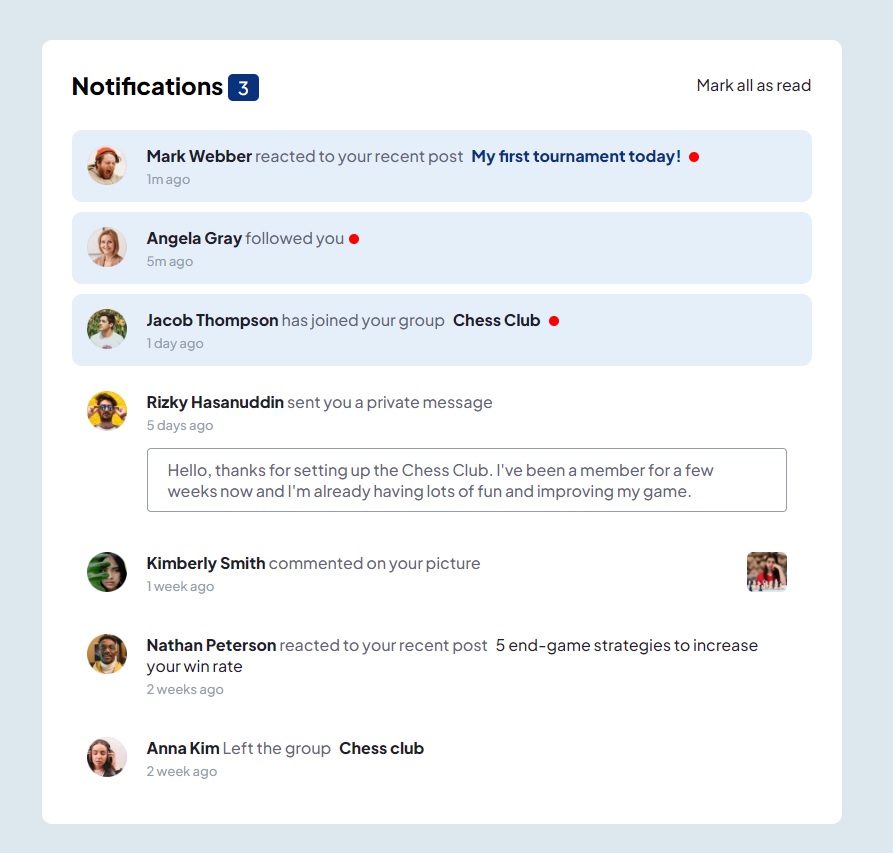 Notifications 3
Mark all as read
Mark Webber reacted to your recent post My first tournament today!
1m ago
Angela Gray followed you
5m ago
Jacob Thompson has joined your group Chess Club
1 day ago
Rizky Hasanuddin sent you a private message
5 days ago
Hello, thanks for setting up the Chess Club. I've been a member for a few
weeks now and I'm already having lots of fun and improving my game.
Kimberly Smith commented on your picture
1 week ago
Nathan Peterson reacted to your recent post 5 end-game strategies to increase
your win rate
2 weeks ago
Anna Kim Left the group Chess club
2 week ago